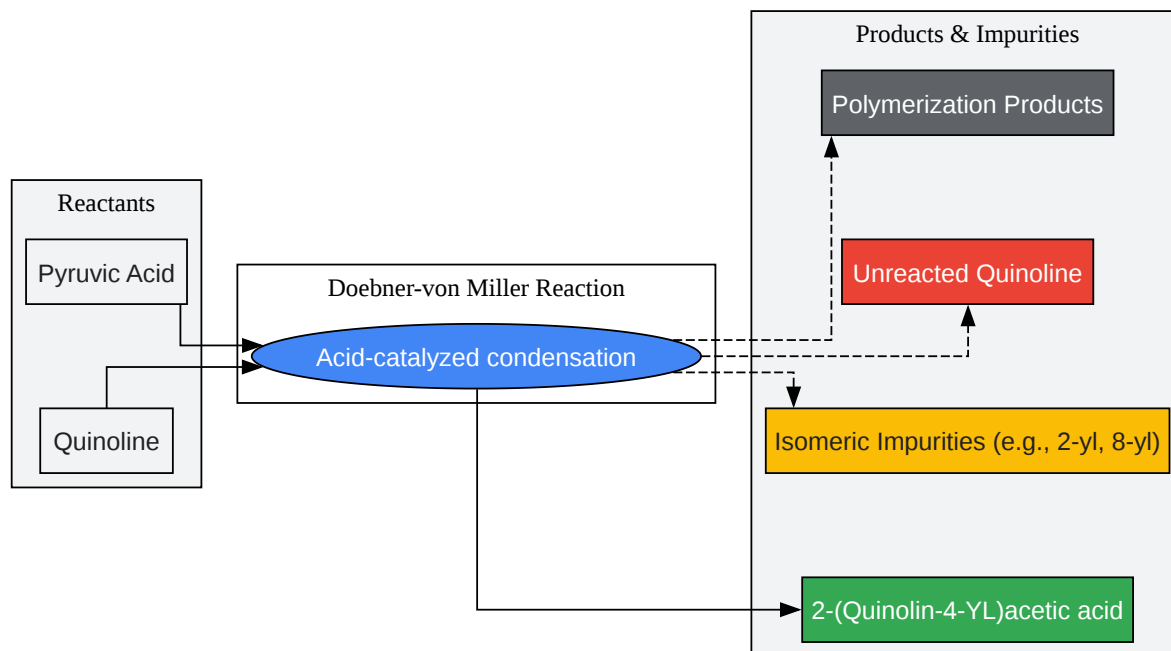 Reactants
Pyruvic Acid
Quinoline
Doebner-von Miller Reaction
Acid-catalyzed condensation
Products & Impurities
Polymerization Products
Unreacted Quinoline
Isomeric Impurities (e.g., 2-yl, 8-yl)
2-(Quinolin-4-YL)acetic acid